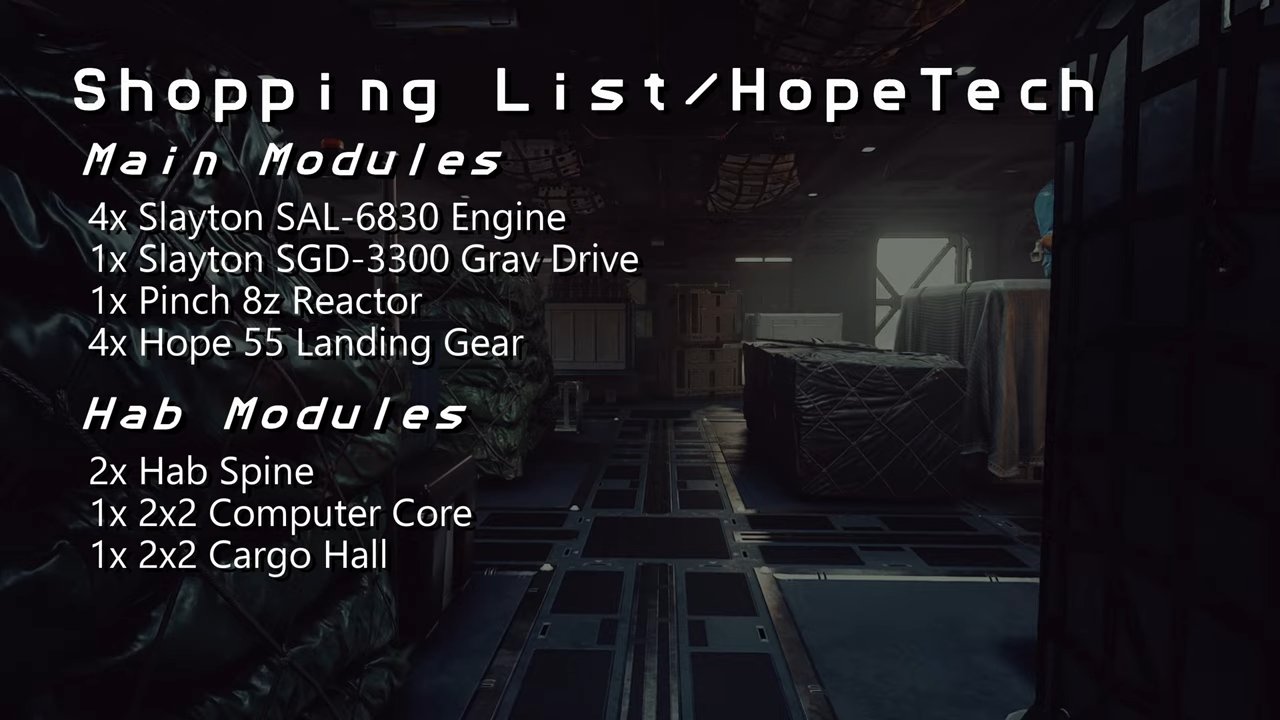 Shopping List/HopeTech
Main Modules
4x Slayton SAL-6830 Engine
1x Slayton SGD-3300 Grav Drive
1x Pinch 8z Reactor
4x Hope 55 Landing Gear
Hab Modules
2x Hab Spine
1x 2x2 Computer Core
1x 2x2 Cargo Hall